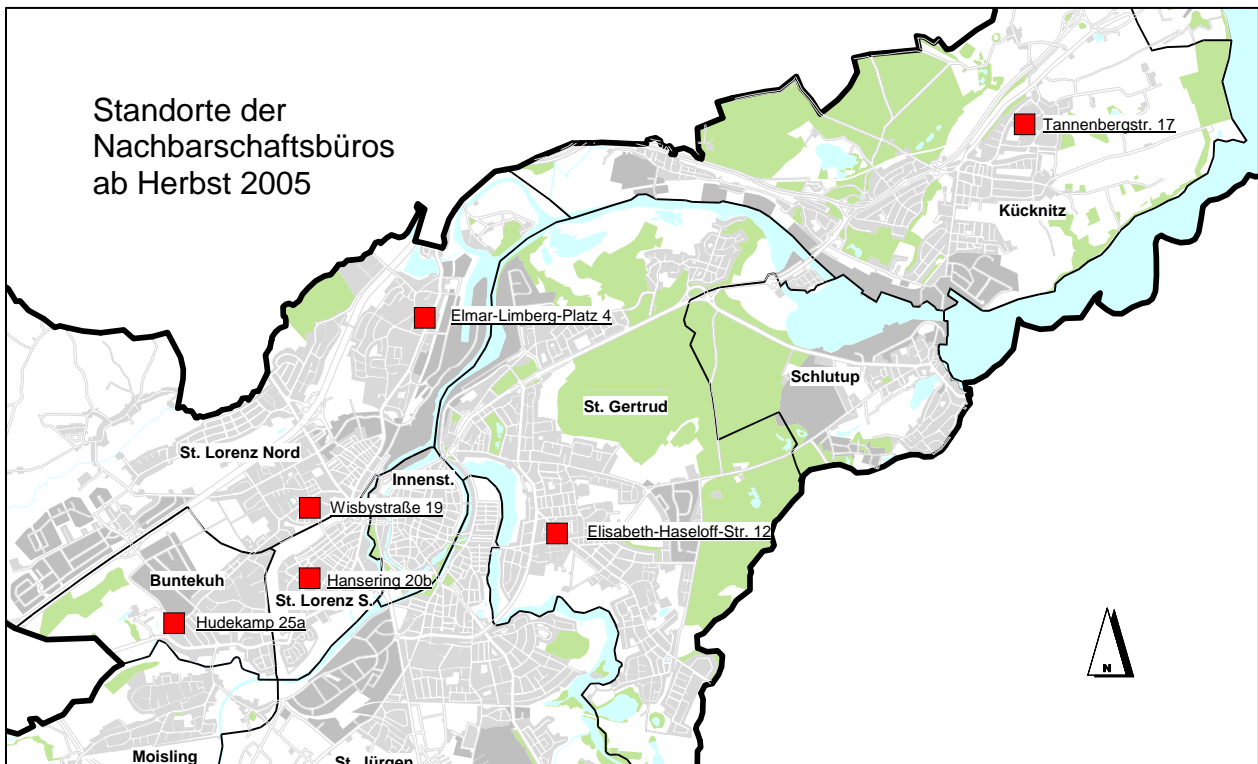 Standorte der
Nachbarschaftsbüros
ab Herbst 2005
Tannenbergstr. 17
Kücknitz
Elmar-Limberg-Platz 4
Schlutup
St. Gertrud
St. Lorenz Nord
Innenst.
Wisbystraße 19
Elisabeth-Haseloff-Str. 12
Buntekuh
Hansering 20b
St. Lorenz S.
Hudekamp 25a
N
Moisling
St. Jürgen